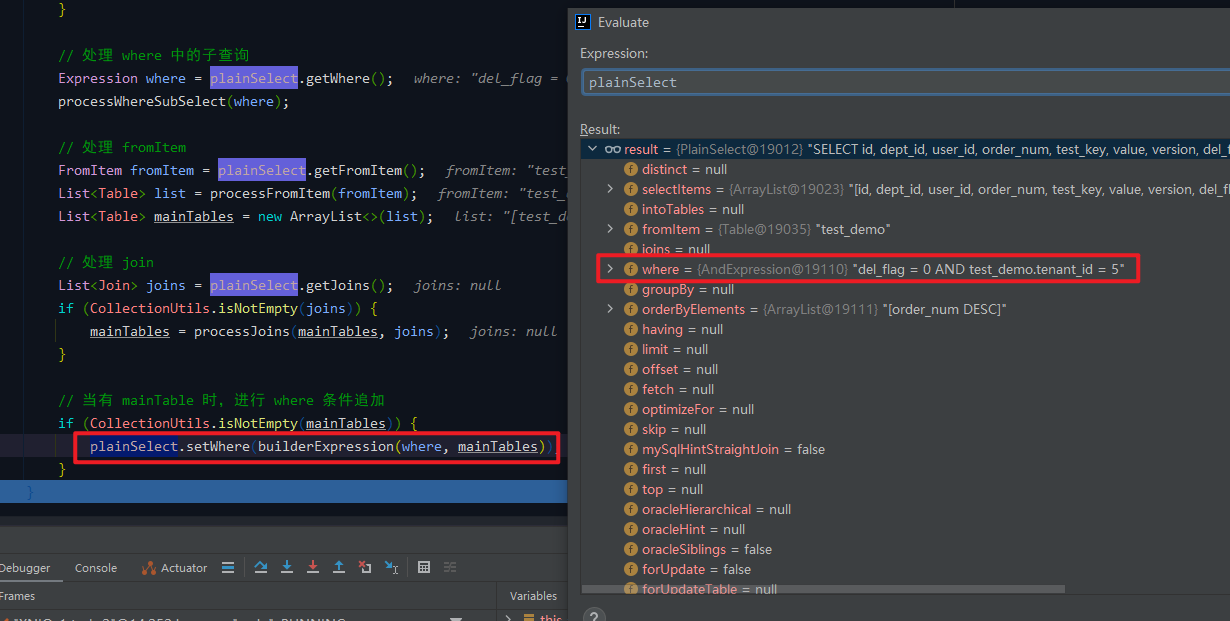 }
// 处理 where 中的子查询
Expression where = plainSelect.getWhere(); where: "del_flag =
processWhereSubSelect(where);
// 处理 fromItem
FromItem fromItem = plainSelect.getFromItem(); fromItem: "test_
List<Table> list = processFromItem(fromItem); fromItem: "test_
List<Table> mainTables = new ArrayList<>(list); list: "[test_de
// 处理 join
List<Join> joins = plainSelect.getJoins(); joins: null
if (CollectionUtils.isNotEmpty(joins)) {
mainTables = processJoins(mainTables, joins); joins: null
}
// 当有 mainTable 时，进行 where 条件追加
if (CollectionUtils.isNotEmpty(mainTables)) {
plainSelect.setWhere(builderExpression(where, mainTables))
}
}
Debugger Console Actuator
Frames Variables
RUNNING this
Evaluate
Expression:
plainSelect
Result:
result = {PlainSelect@19012} "SELECT id, dept_id, user_id, order_num, test_key, value, version, del_f
distinct = null
selectItems = {ArrayList@19023} "[id, dept_id, user_id, order_num, test_key, value, version, del_fl
intoTables = null
fromItem = {Table@19035} "test_demo"
joins = null
where = {AndExpression@19110} "del_flag = 0 AND test_demo.tenant_id = 5"
groupBy = null
orderByElements = {ArrayList@19111} "[order_num DESC]"
having = null
limit = null
offset = null
fetch = null
optimizeFor = null
skip = null
mySqlHintStraightJoin = false
first = null
top = null
oracleHierarchical = null
oracleHint = null
oracleSiblings = false
forUpdate = false
forUpdateTable = null
?